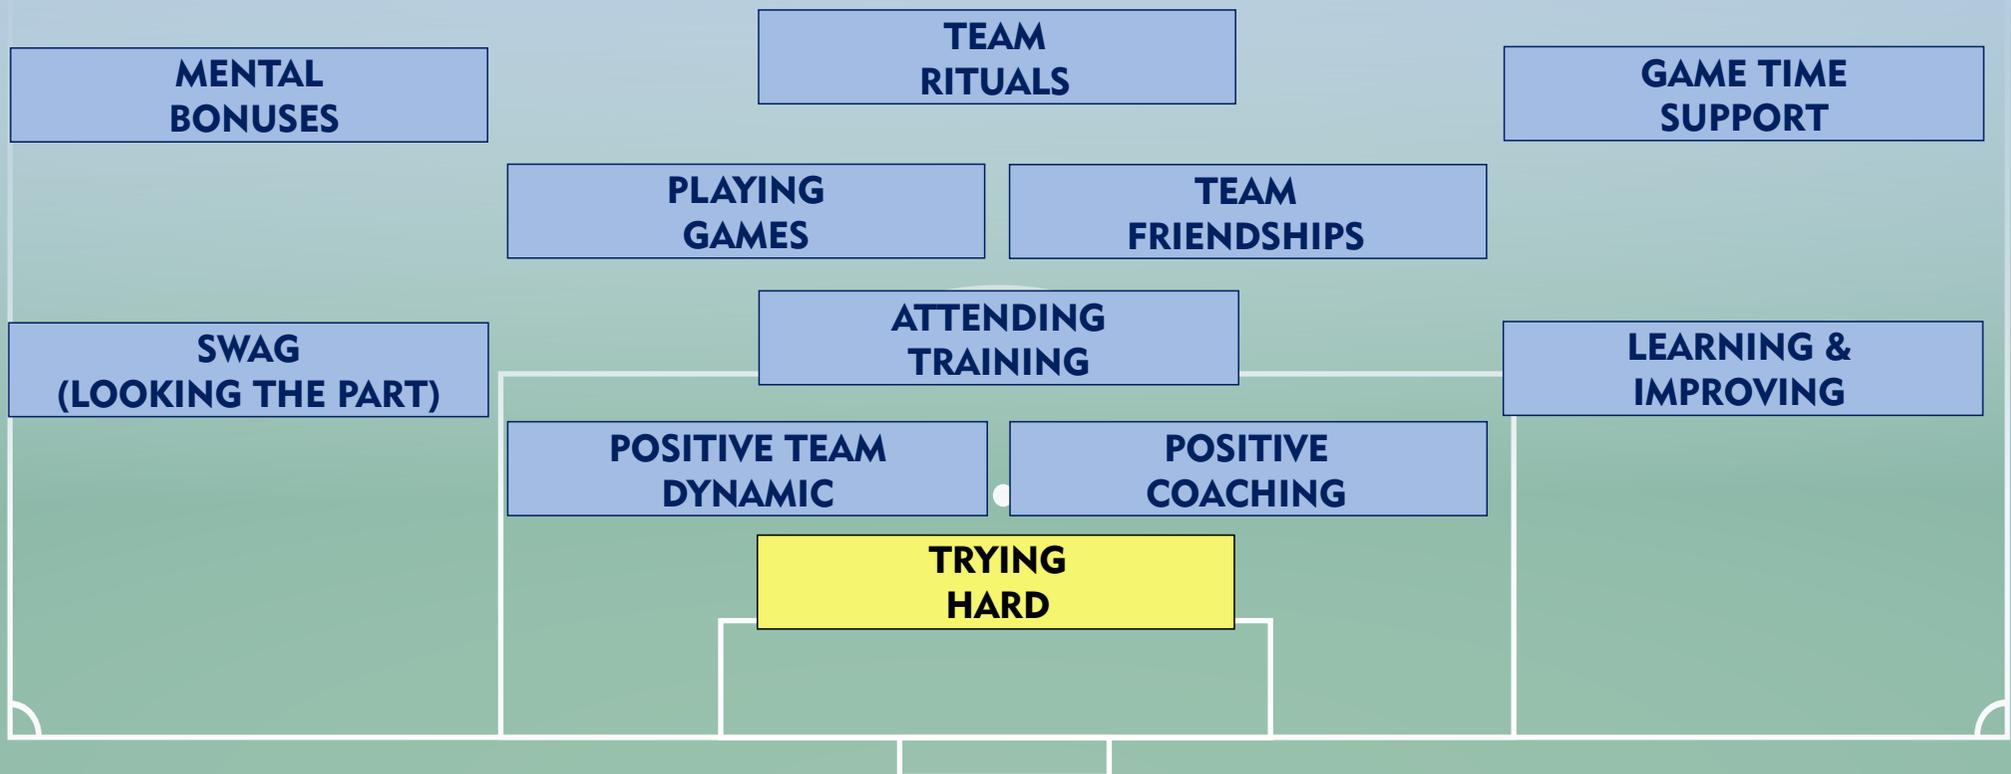 TEAM
RITUALS
MENTAL
BONUSES
GAME TIME
SUPPORT
PLAYING
GAMES
TEAM
FRIENDSHIPS
ATTENDING
TRAINING
SWAG
(LOOKING THE PART)
LEARNING &
IMPROVING
POSITIVE TEAM
DYNAMIC
POSITIVE
COACHING
TRYING
HARD